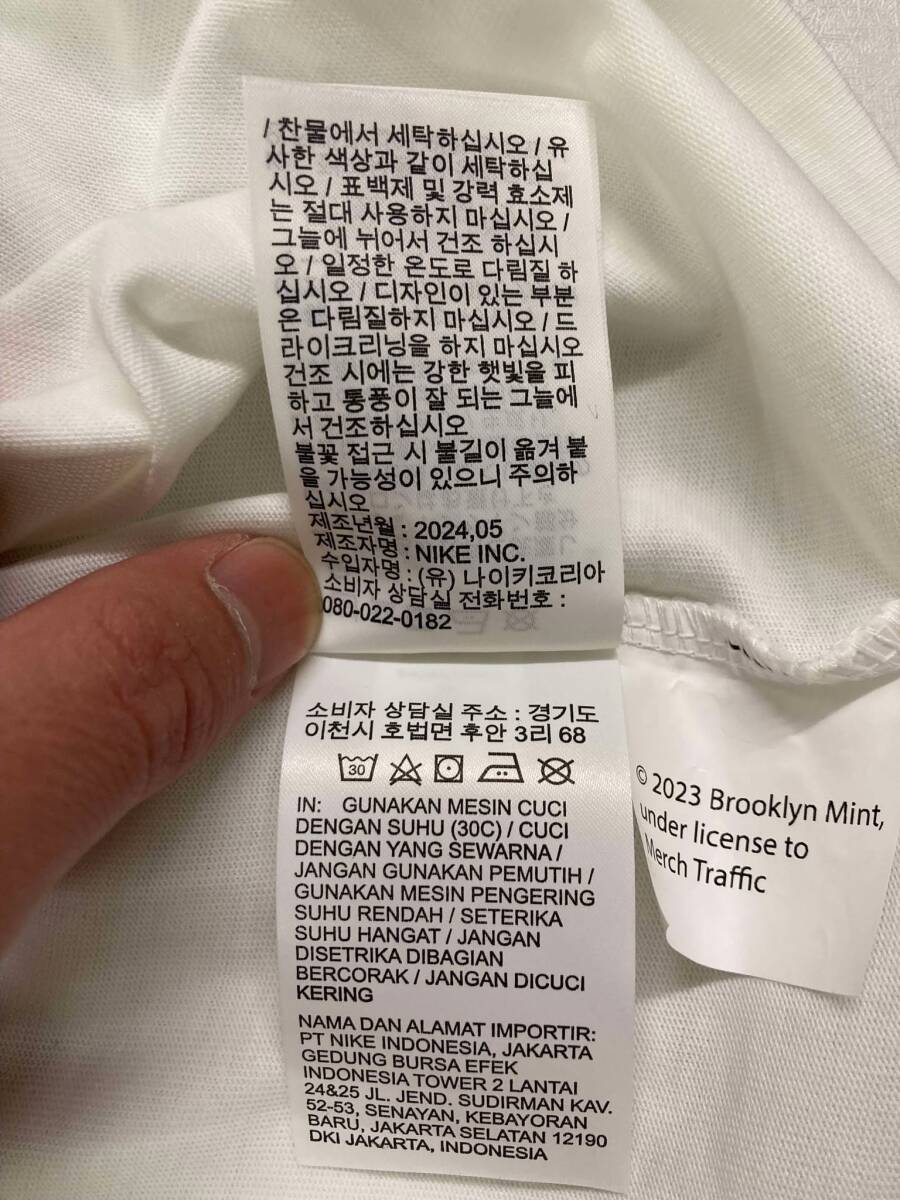 / 찬물에서 세탁하십시오 / 유
사한 색상과 같이 세탁하십
시오 / 표백제 및 강력 효소제
는 절대 사용하지 마십시오 /
그늘에 뉘어서 건조 하십시
오 / 일정한 온도로 다림질 하
십시오 / 디자인이 있는 부분
은 다림질하지 마십시오 / 드
라이크리닝을 하지 마십시오
건조 시에는 강한 햇빛을 피
하고 통풍이 잘 되는 그늘에
서 건조하십시오
불꽃 접근 시 불길이 옮겨 붙
을 가능성이 있으니 주의하
십시오
제조년월 : 2024,05
제조자명 : NIKE INC.
수입자명 : (유) 나이키코리아
소비자 상담실 전화번호 :
080-022-0182
소비자 상담실 주소 : 경기도
이천시 호법면 후안 3리 68
30
IN: GUNAKAN MESIN CUCI
DENGAN SUHU (30C) / CUCI
DENGAN YANG SEWARNA /
JANGAN GUNAKAN PEMUTIH /
GUNAKAN MESIN PENGERING
SUHU RENDAH / SETERIKA
SUHU HANGAT / JANGAN
DISETRIKA DIBAGIAN
BERCORAK / JANGAN DICUCI
KERING
NAMA DAN ALAMAT IMPORTIR:
PT NIKE INDONESIA, JAKARTA
GEDUNG BURSA EFEK
INDONESIA TOWER 2 LANTAI
24&25 JL. JEND. SUDIRMAN KAV.
52-53, SENAYAN, KEBAYORAN
BARU, JAKARTA SELATAN 12190
DKI JAKARTA, INDONESIA
© 2023 Brooklyn Mint,
under license to
Merch Traffic